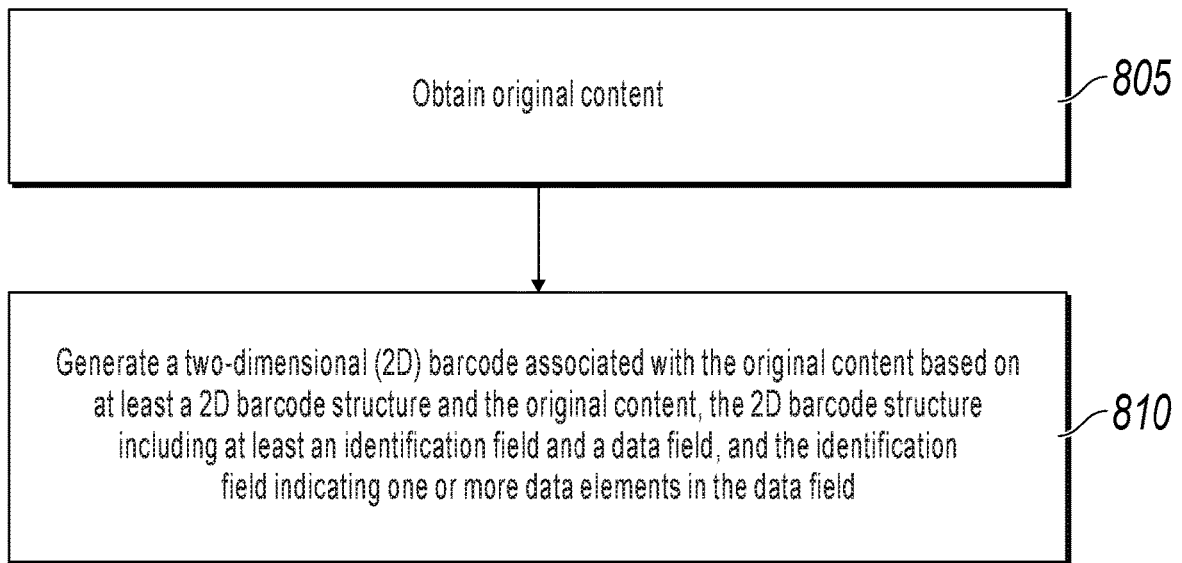 Obtain original content
805
Generate a two-dimensional (2D) barcode associated with the original content based on
at least a 2D barcode structure and the original content, the 2D barcode structure
including at least an identification field and a data field, and the identification
field indicating one or more data elements in the data field
810